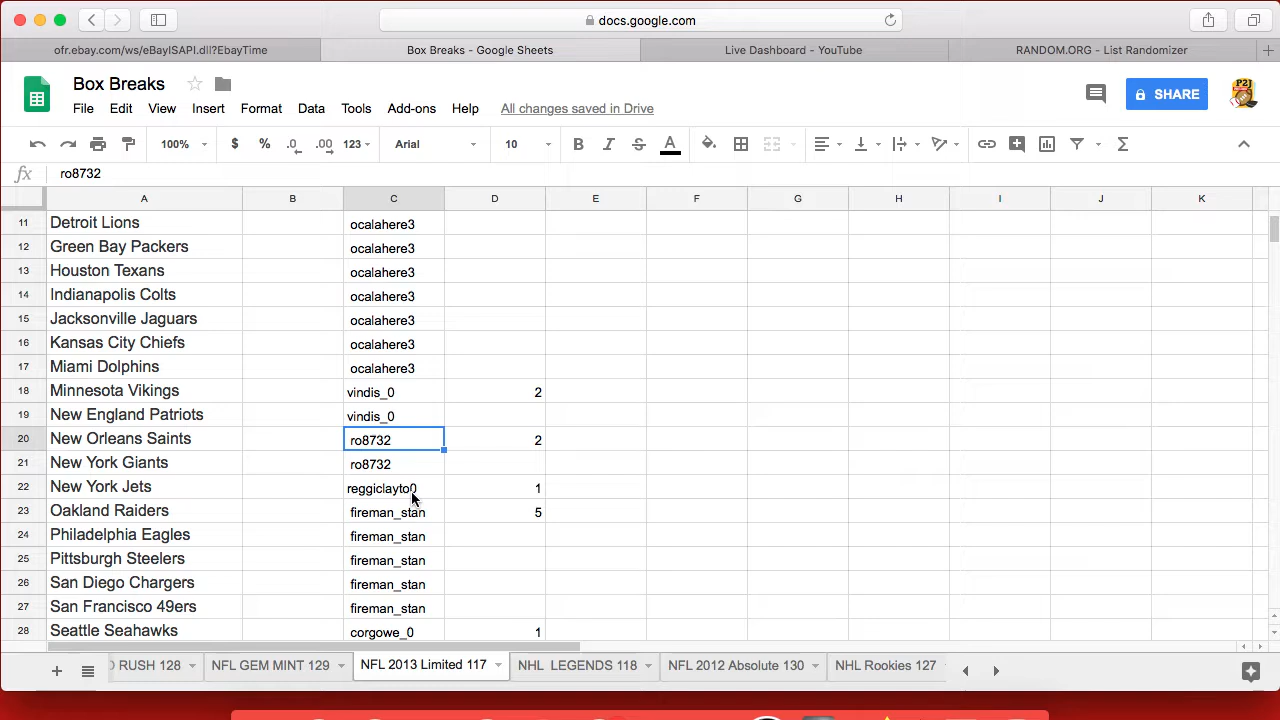 docs.google.com
ofr.ebay.com/ws/eBayISAPI.dll?EbayTime
Box Breaks - Google Sheets
Live Dashboard - YouTube
RANDOM.ORG - List Randomizer
Box Breaks
File Edit View Insert Format Data Tools Add-ons Help All changes saved in Drive
SHARE
100% $ % .0 .00 123 Arial 10 B I S A
fx ro8732
A B C D E F G H I J K
11 Detroit Lions ocalahere3
12 Green Bay Packers ocalahere3
13 Houston Texans ocalahere3
14 Indianapolis Colts ocalahere3
15 Jacksonville Jaguars ocalahere3
16 Kansas City Chiefs ocalahere3
17 Miami Dolphins ocalahere3
18 Minnesota Vikings vindis_0 2
19 New England Patriots vindis_0
20 New Orleans Saints ro8732 2
21 New York Giants ro8732
22 New York Jets reggiclayto0 1
23 Oakland Raiders fireman_stan 5
24 Philadelphia Eagles fireman_stan
25 Pittsburgh Steelers fireman_stan
26 San Diego Chargers fireman_stan
27 San Francisco 49ers fireman_stan
28 Seattle Seahawks corgowe_0 1
RUSH 128 NFL GEM MINT 129 NFL 2013 Limited 117 NHL LEGENDS 118 NFL 2012 Absolute 130 NHL Rookies 127